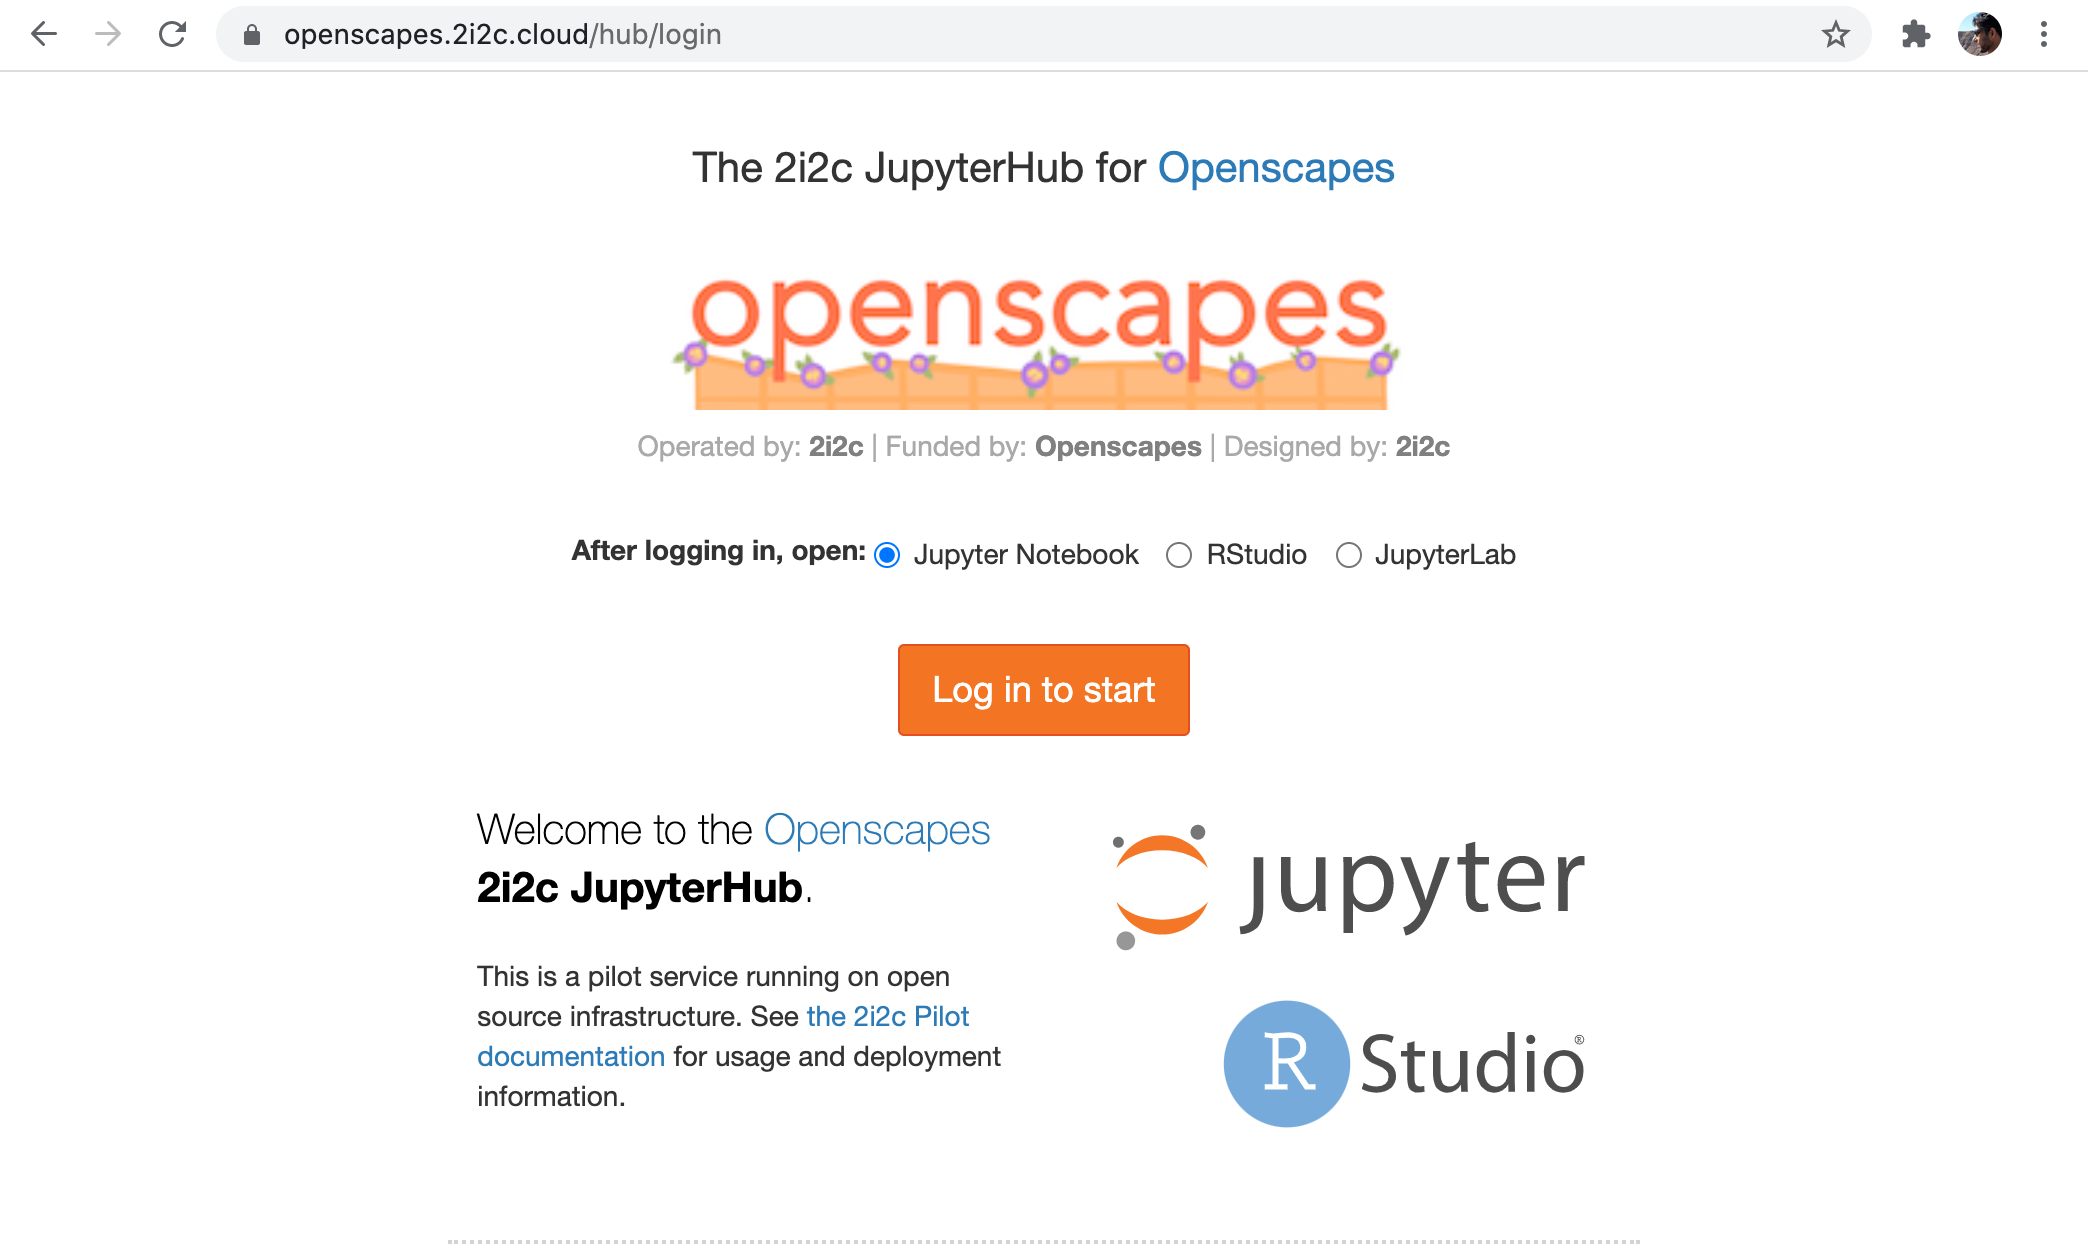 openscapes.2i2c.cloud/hub/login
The 2i2c JupyterHub for Openscapes
openscapes
Operated by: 2i2c | Funded by: Openscapes | Designed by: 2i2c
After logging in, open: Jupyter Notebook RStudio JupyterLab
Log in to start
Welcome to the Openscapes
2i2c JupyterHub.
This is a pilot service running on open
source infrastructure. See the 2i2c Pilot
documentation for usage and deployment
information.
jupyter
R Studio®